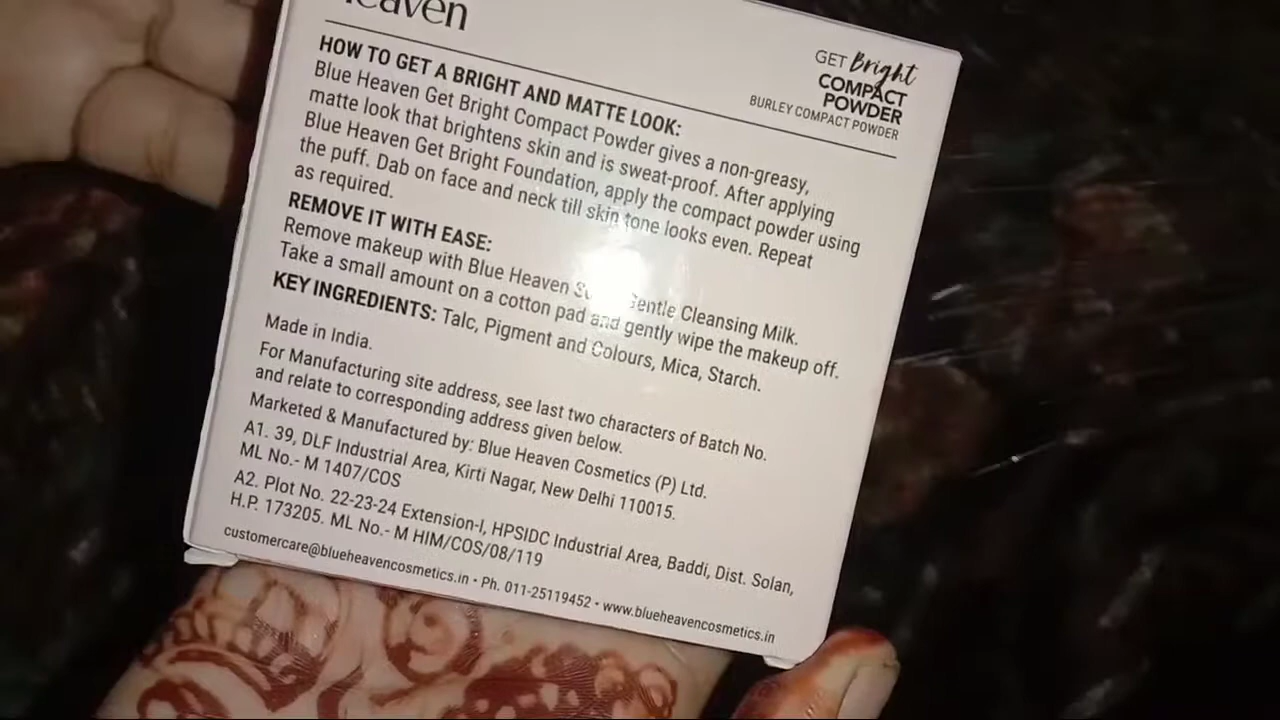 heaven
GET Bright
COMPACT
POWDER
BURLEY COMPACT POWDER
HOW TO GET A BRIGHT AND MATTE LOOK:
Blue Heaven Get Bright Compact Powder gives a non-greasy,
matte look that brightens skin and is sweat-proof. After applying
Blue Heaven Get Bright Foundation, apply the compact powder using
the puff. Dab on face and neck till skin tone looks even. Repeat
as required.
REMOVE IT WITH EASE:
Remove makeup with Blue Heaven Gentle Cleansing Milk.
Take a small amount on a cotton pad and gently wipe the makeup off.
KEY INGREDIENTS: Talc, Pigment and Colours, Mica, Starch.
Made in India.
For Manufacturing site address, see last two characters of Batch No.
and relate to corresponding address given below.
Marketed & Manufactured by: Blue Heaven Cosmetics (P) Ltd.
A1. 39, DLF Industrial Area, Kirti Nagar, New Delhi 110015.
ML No.- M 1407/COS
A2. Plot No. 22-23-24 Extension-I, HPSIDC Industrial Area, Baddi, Dist. Solan,
H.P. 173205. ML No.- M HIM/COS/08/119
customercare@blueheavencosmetics.in • Ph. 011-25119452 • www.blueheavencosmetics.in